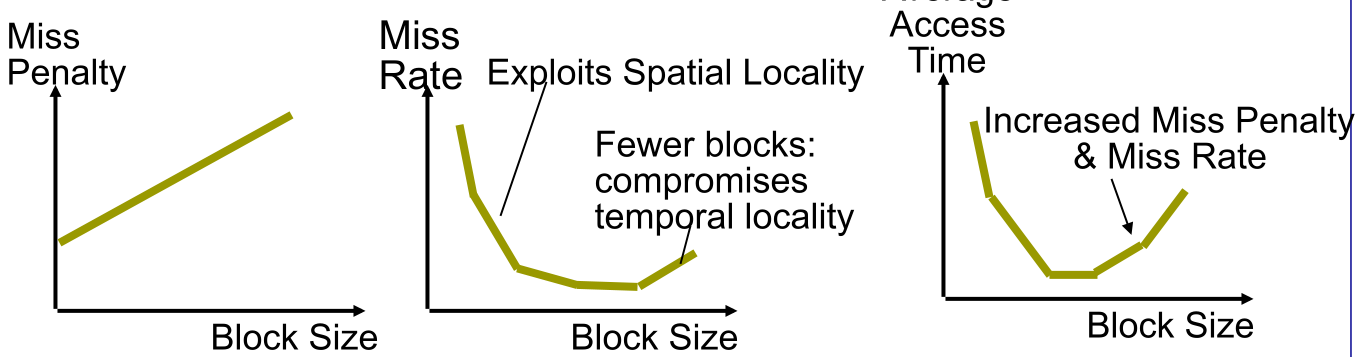 Miss
Penalty
Block Size
Miss
Rate
Exploits Spatial Locality
Fewer blocks:
compromises
temporal locality
Block Size
Access
Time
Increased Miss Penalty
& Miss Rate
Block Size